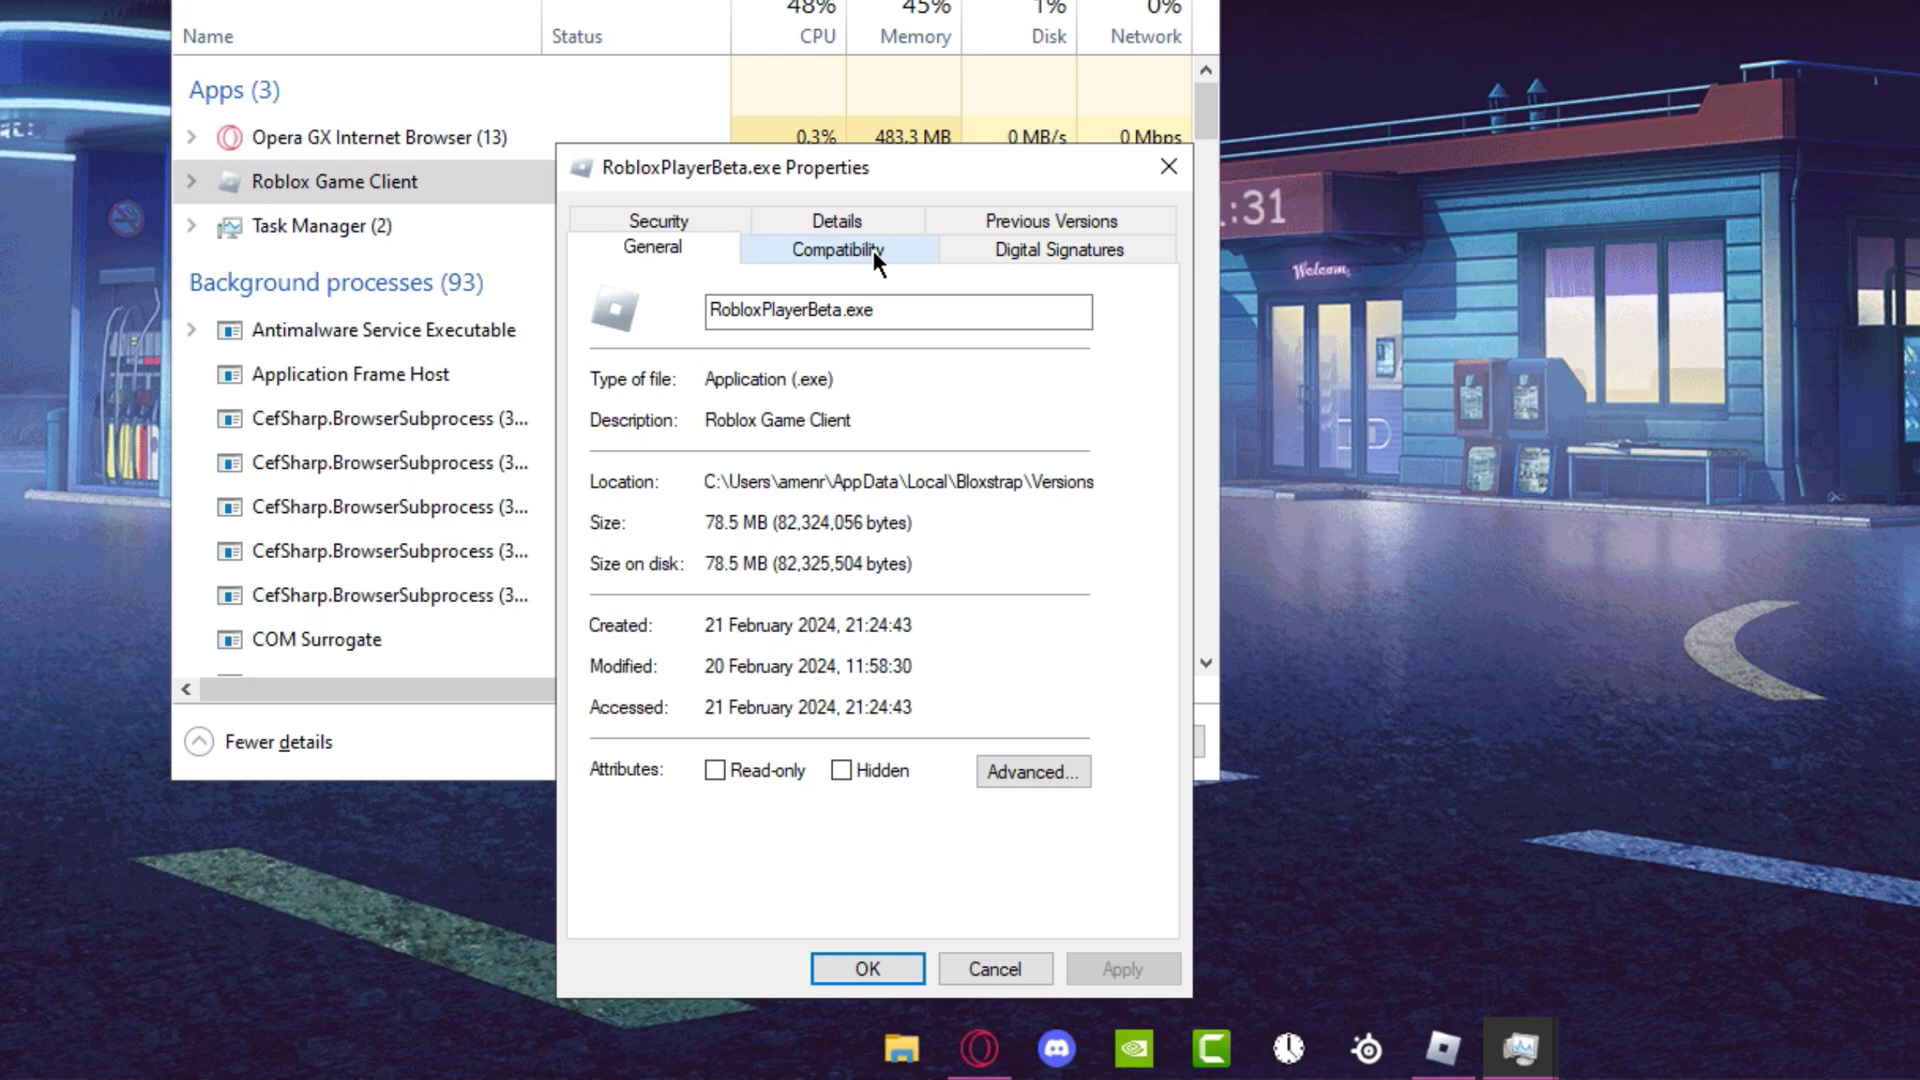 48% 45% 1% 0%
Name Status CPU Memory Disk Network
Apps (3)
Opera GX Internet Browser (13) 0.3% 483.3 MB 0 MB/s 0 Mbps
Roblox Game Client
Task Manager (2)
Background processes (93)
Antimalware Service Executable
Application Frame Host
CefSharp.BrowserSubprocess (3...
CefSharp.BrowserSubprocess (3...
CefSharp.BrowserSubprocess (3...
CefSharp.BrowserSubprocess (3...
CefSharp.BrowserSubprocess (3...
COM Surrogate
Fewer details
RobloxPlayerBeta.exe Properties
Security Details Previous Versions
General Compatibility Digital Signatures
RobloxPlayerBeta.exe
Type of file: Application (.exe)
Description: Roblox Game Client
Location: C:\Users\amenr\AppData\Local\Bloxstrap\Versions
Size: 78.5 MB (82,324,056 bytes)
Size on disk: 78.5 MB (82,325,504 bytes)
Created: 21 February 2024, 21:24:43
Modified: 20 February 2024, 11:58:30
Accessed: 21 February 2024, 21:24:43
Attributes: Read-only Hidden Advanced...
OK Cancel Apply
:31
Welcome